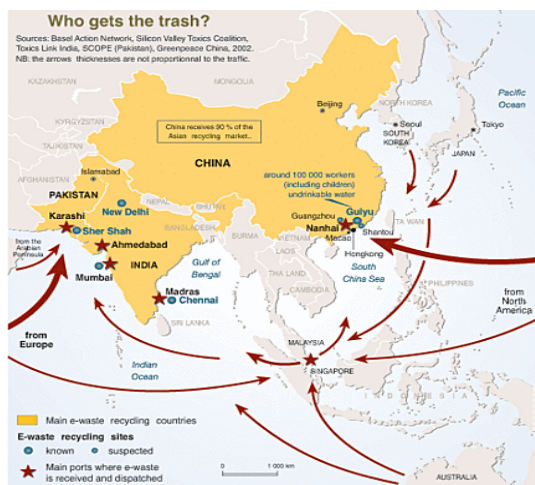 Who gets the trash?
Sources: Basel Action Network, Silicon Valley Toxics Coalition,
Toxics Link India, SCOPE (Pakistan), Greenpeace China, 2002.
NB: the arrows thicknesses are not proportionnal to the traffic.
KAZAKHSTAN
MONGOLIA
Pacific
Ocean
KYRGYZSTAN
Beijing
NORTH KOREA
China receives 90 % of the
Asian recycling market..
Seoul
SOUTH
KOREA
Tokyo
JAPAN
TAJIKISTAN
CHINA
AFGHANISTAN
Islamabad
around 100 000 workers
(including children)
undrinkable water
PAKISTAN
New Delhi
NEPAL
BHUTAN
Karashi
Sher Shah
Guangzhou
Guiyu
TAIWAN
BANGLADESH
Nanhai
Shantou
Macao
from the
Arabian
Peninsula
Ahmedabad
INDIA
BURMA
VIETNAM
LAOS
Hongkong
Gulf of
Bengal
South
China Sea
Mumbai
THAILAND
PHILIPPINES
from
North
America
CAMBODIA
Madras
Chennai
SRI LANKA
from
Europe
MALAYSIA
SINGAPORE
Indian
Ocean
INDONESIA
Main e-waste recycling countries
E-waste recycling sites
known
suspected
Main ports where e-waste
is received and dispatched
0
1 000 km
AUSTRALIA